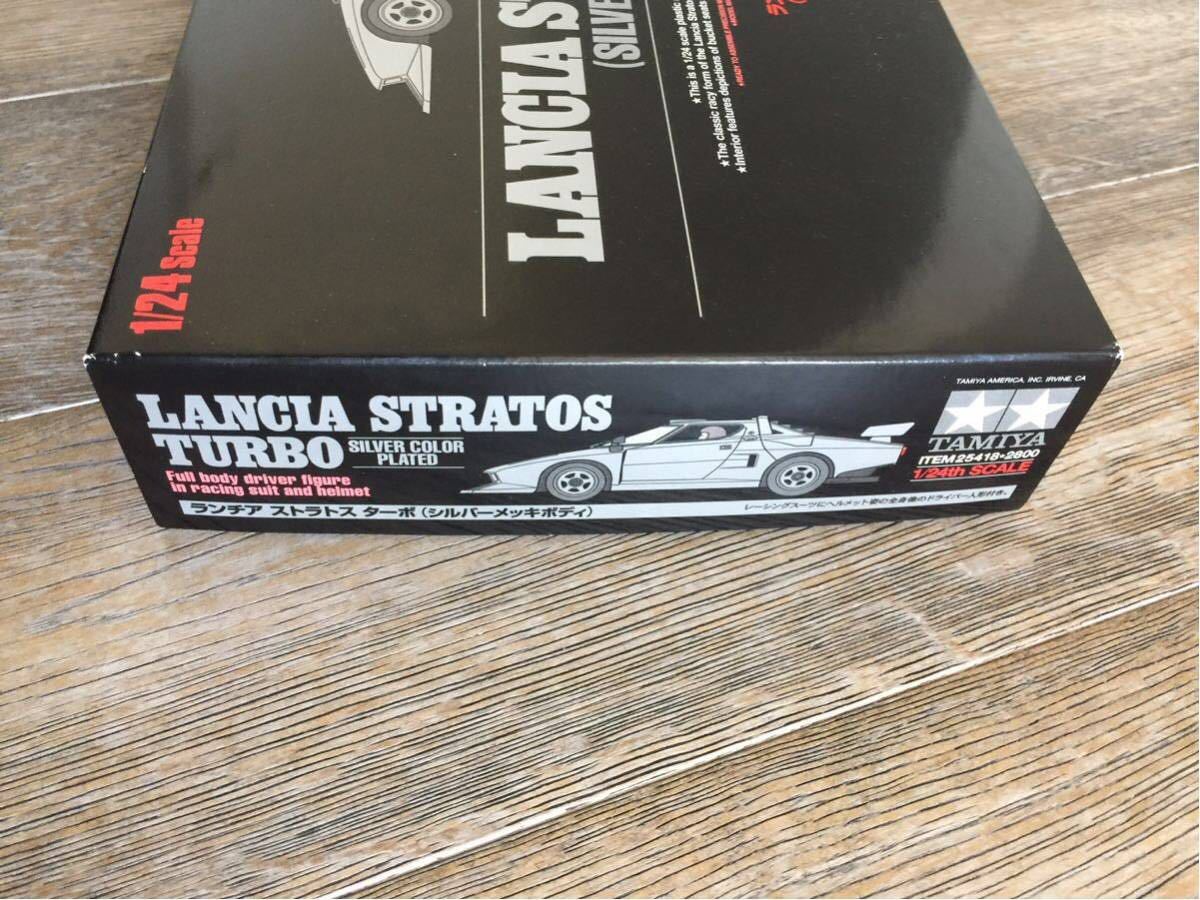 LANCIA S
(SILVE
★This is a 1/24 scale plastic
★The classic racy form of the Lancia Strato
★Interior features depictions of bucket seats
1/24 scale
LANCIA STRATOS
TURBO SILVER COLOR PLATED
Full body driver figure
in racing suit and helmet
ランチア ストラトス ターボ(シルバーメッキボディ)
TAMIYA AMERICA, INC. IRVINE, CA
TAMIYA
ITEM 25418•2800
1/24th SCALE
レーシングスーツにヘルメット姿の全身像のドライバー人形付き。